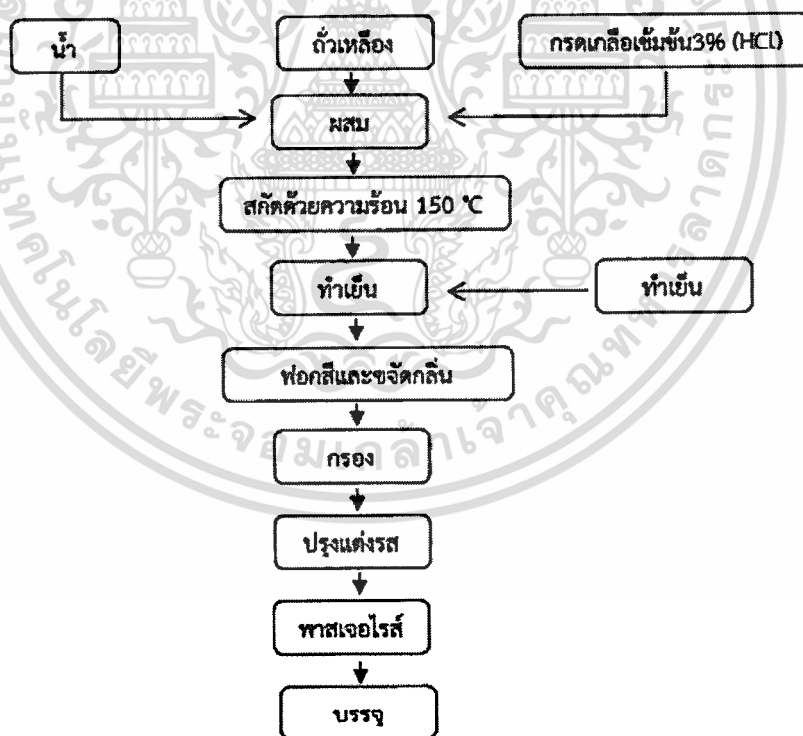 น้ำ
ถั่วเหลือง
กรดเกลือเข้มข้น3% (HCl)
ผสม
สกัดด้วยความร้อน 150 °C
ทำเย็น
ทำเย็น
ฟอกสีและขจัดกลิ่น
กรอง
ปรุงแต่งรส
พาสเจอไรส์
บรรจุ